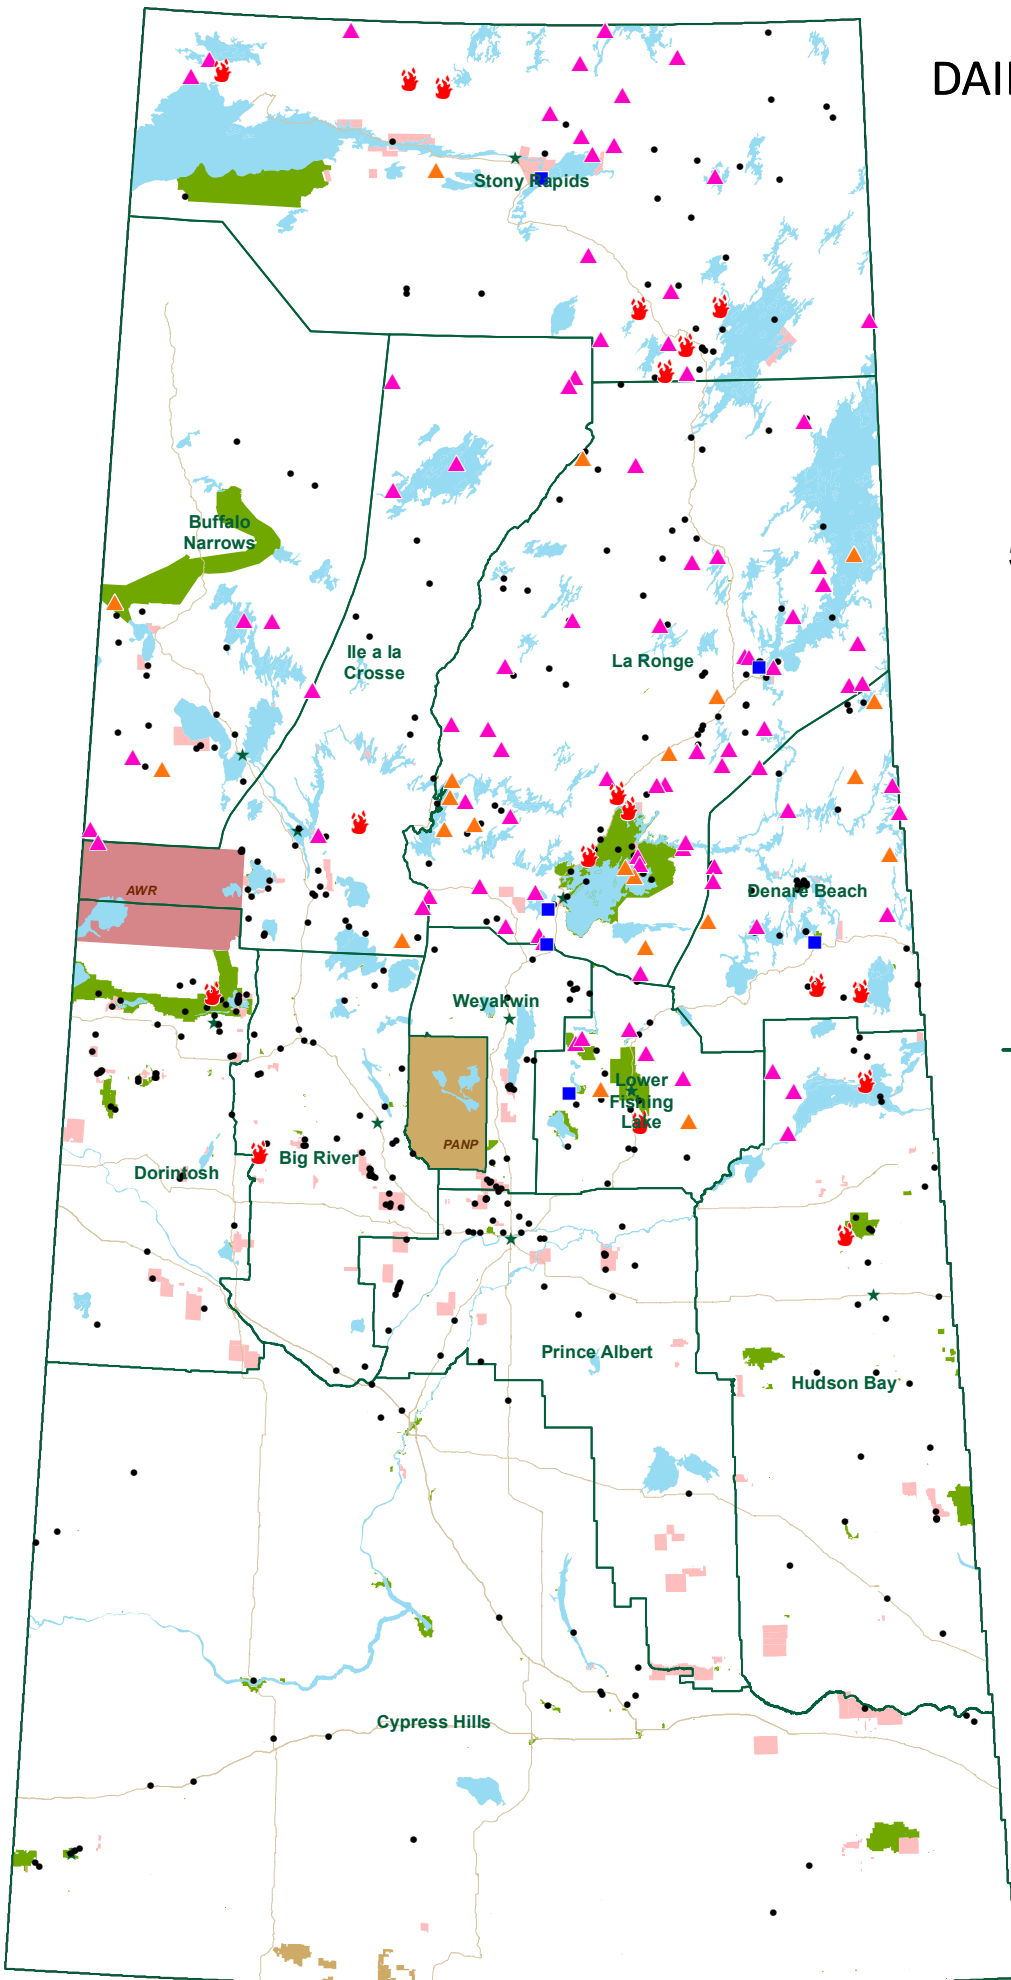 DAI
Stony Rapids
Buffalo
Narrows
Ile a la
Crosse
La Ronge
AWR
Denare Beach
Weyakwin
Lower
Fishing
Lake
PANP
Big River
Dorintosh
Prince Albert
Hudson Bay
Cypress Hills